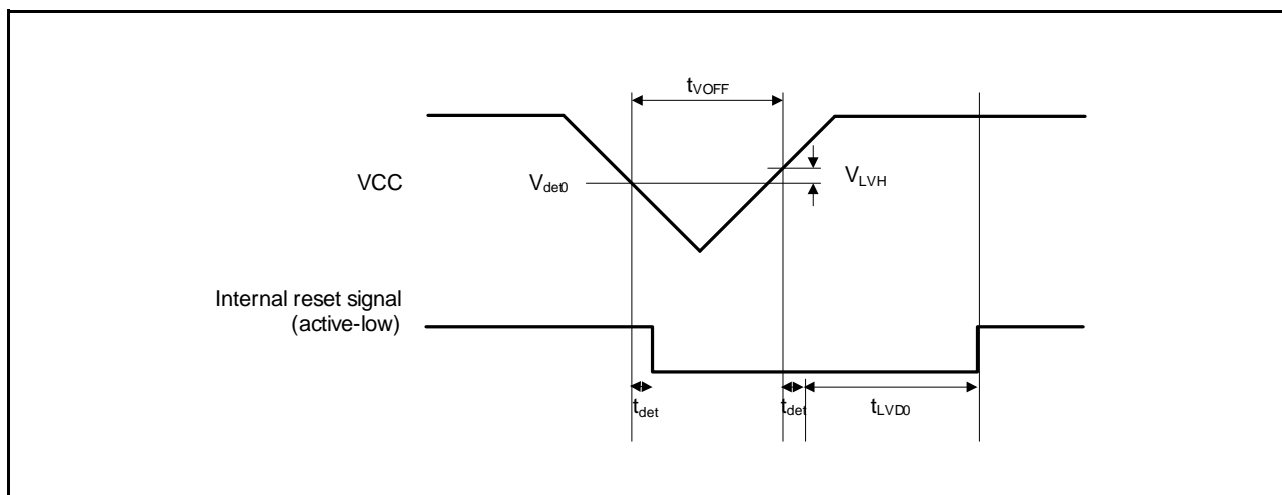 tVOFF
VCC
Vdet0
VLVH
Internal reset signal
(active-low)
tdet
tdet
tLVD0